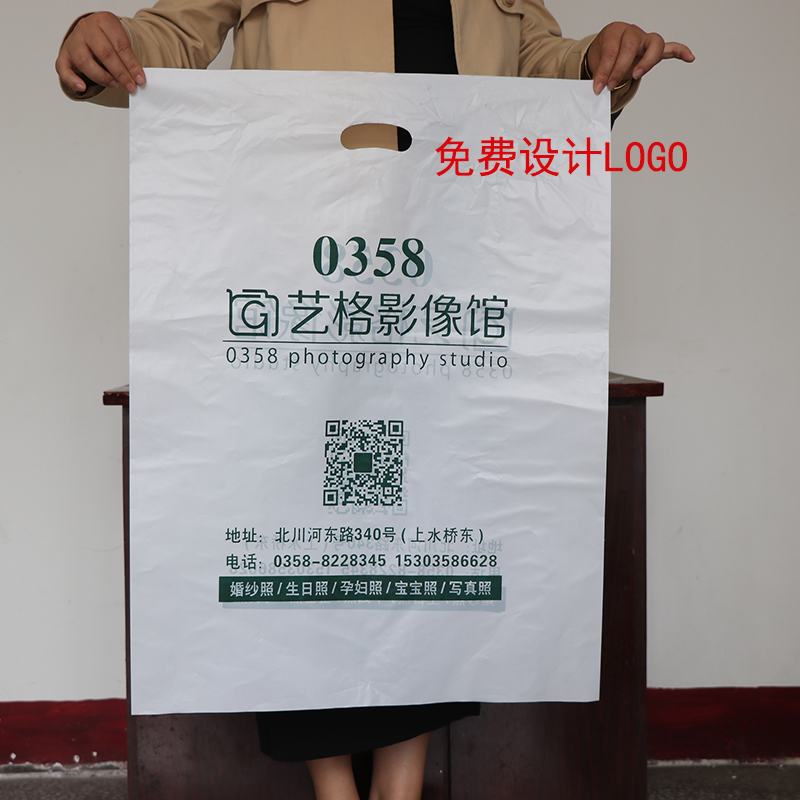 免费设计LOGO
0358
艺格影像馆
0358 photography studio
地址：北川河东路340号(上水桥东)
电话：0358-8228345 15303586628
婚纱照/生日照/孕妇照/宝宝照/写真照